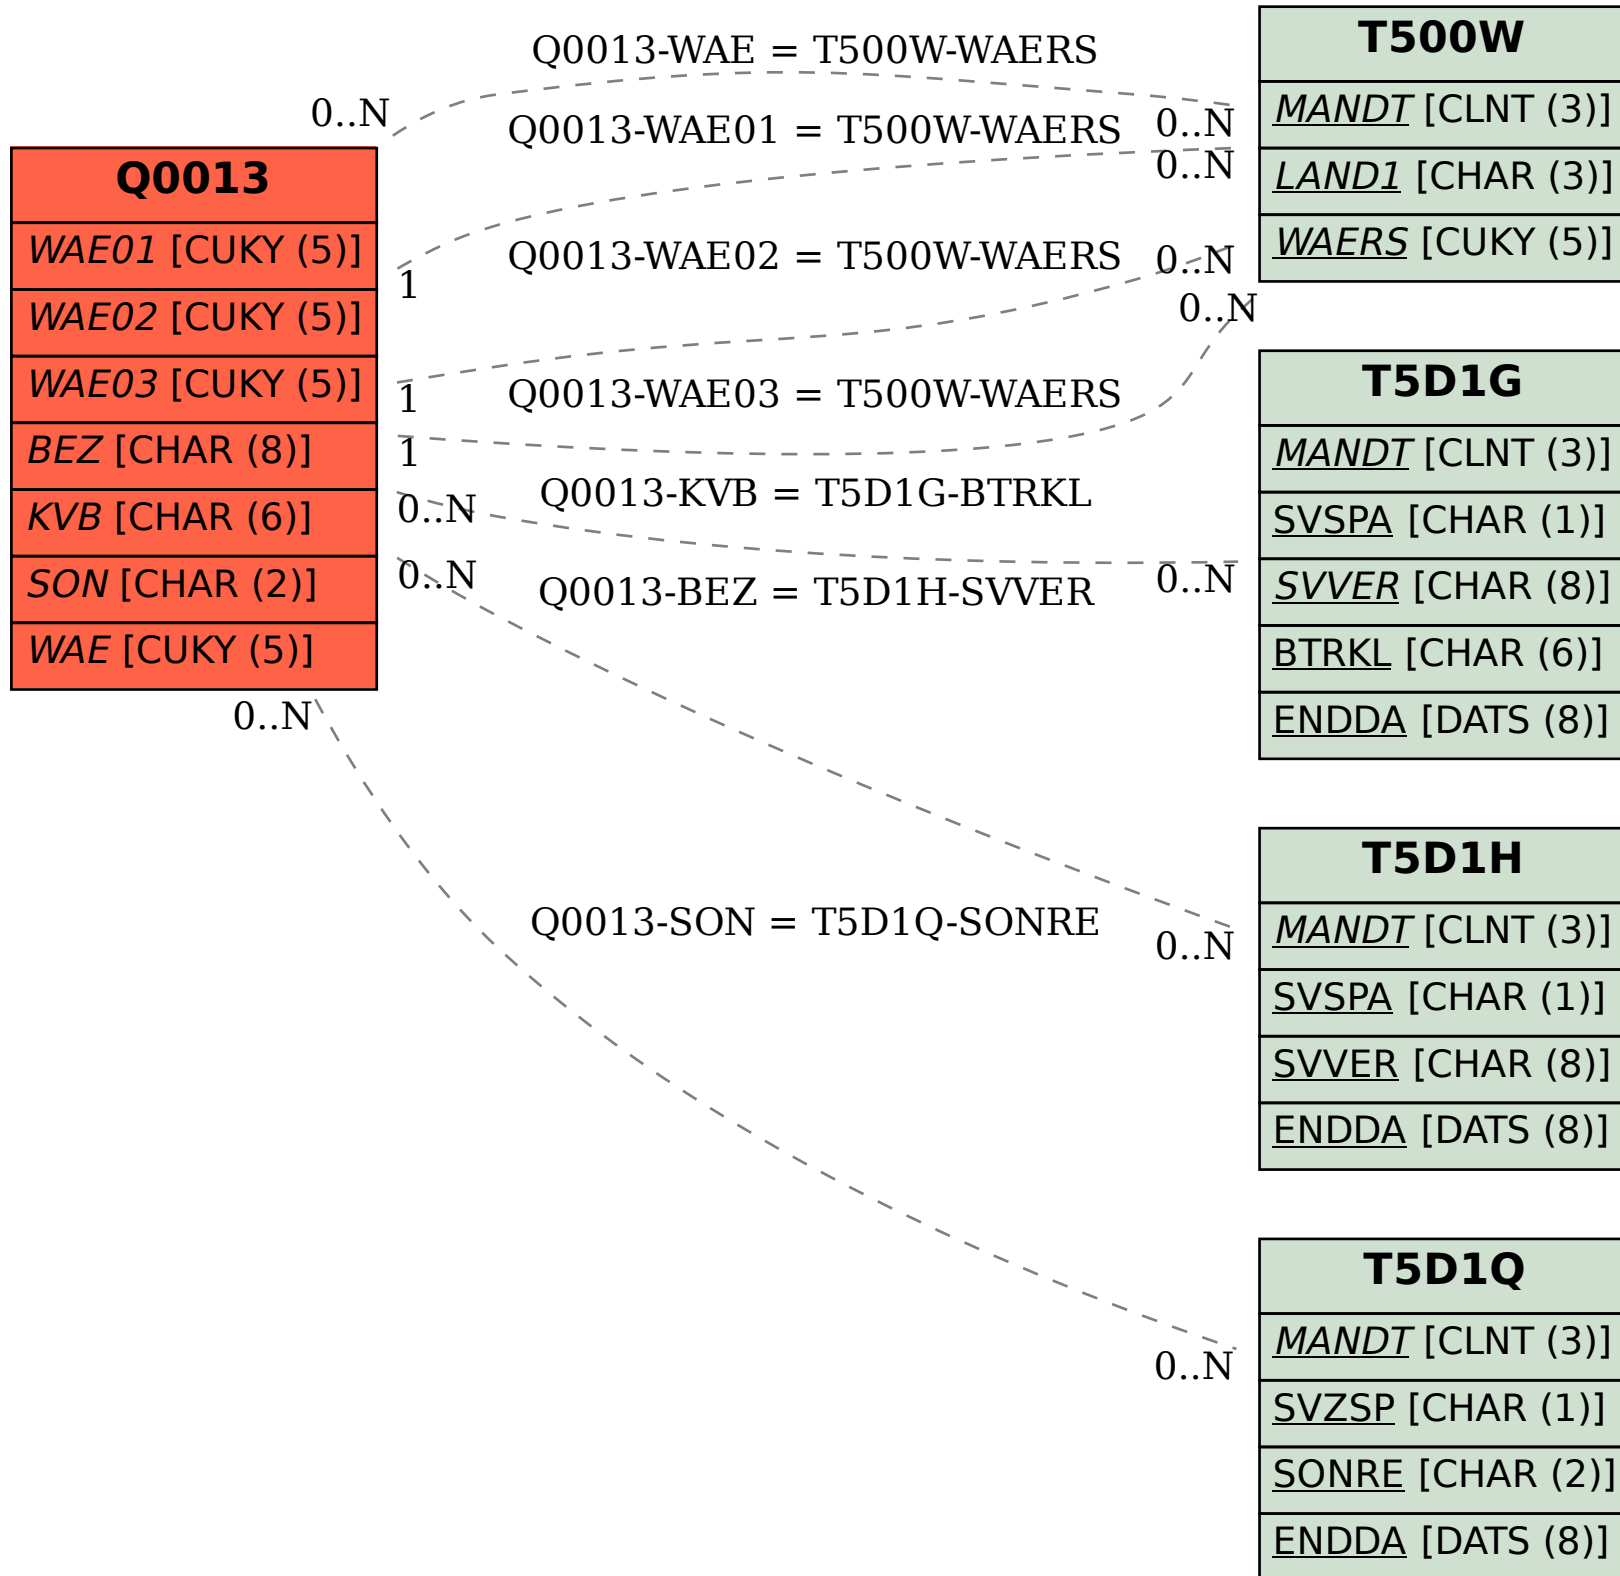 Q0013
WAE01 [CUKY (5)]
WAE02 [CUKY (5)]
WAE03 [CUKY (5)]
BEZ [CHAR (8)]
KVB [CHAR (6)]
SON [CHAR (2)]
WAE [CUKY (5)]
Q0013-WAE = T500W-WAERS
0..N
0..N
Q0013-WAE01 = T500W-WAERS
1
0..N
Q0013-WAE02 = T500W-WAERS
1
0..N
Q0013-WAE03 = T500W-WAERS
1
0..N
Q0013-KVB = T5D1G-BTRKL
0..N
0..N
Q0013-BEZ = T5D1H-SVVER
0..N
0..N
Q0013-SON = T5D1Q-SONRE
0..N
0..N
T500W
MANDT [CLNT (3)]
LAND1 [CHAR (3)]
WAERS [CUKY (5)]
T5D1G
MANDT [CLNT (3)]
SVSPA [CHAR (1)]
SVVER [CHAR (8)]
BTRKL [CHAR (6)]
ENDDA [DATS (8)]
T5D1H
MANDT [CLNT (3)]
SVSPA [CHAR (1)]
SVVER [CHAR (8)]
ENDDA [DATS (8)]
T5D1Q
MANDT [CLNT (3)]
SVZSP [CHAR (1)]
SONRE [CHAR (2)]
ENDDA [DATS (8)]